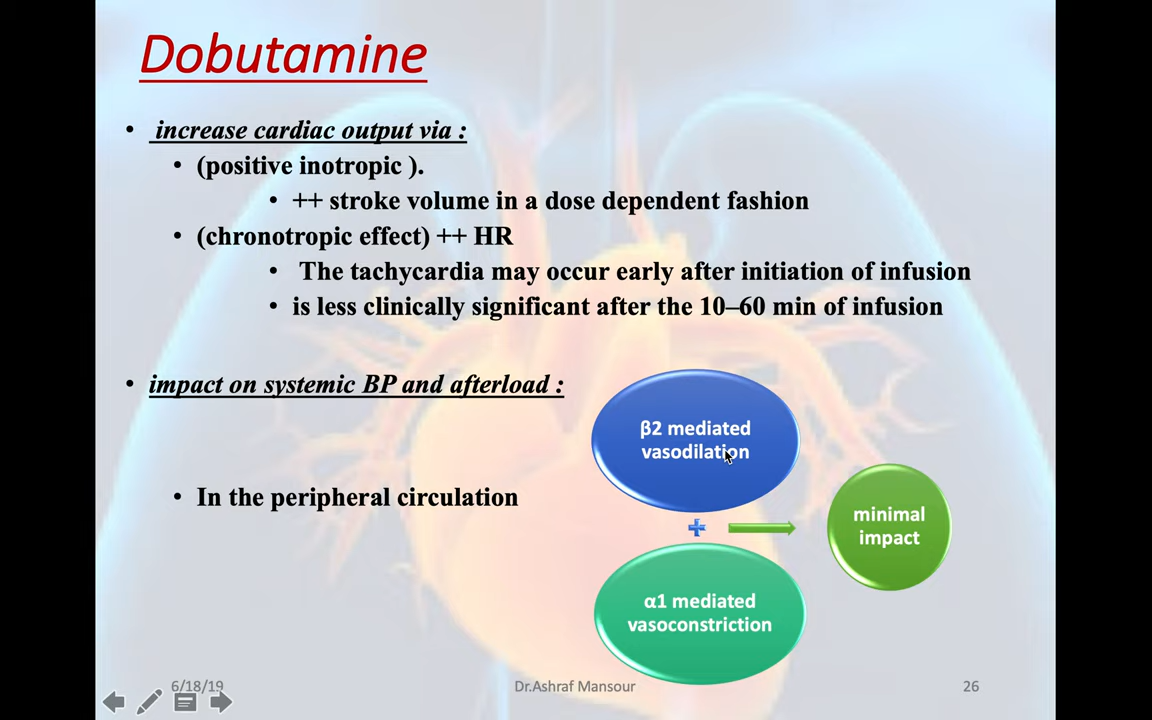 Dobutamine
• increase cardiac output via :
• (positive inotropic ).
• ++ stroke volume in a dose dependent fashion
• (chronotropic effect) ++ HR
• The tachycardia may occur early after initiation of infusion
• is less clinically significant after the 10–60 min of infusion
• impact on systemic BP and afterload :
β2 mediated
vasodilation
• In the peripheral circulation
+
minimal
impact
α1 mediated
vasoconstriction
6/18/19
Dr.Ashraf Mansour
26